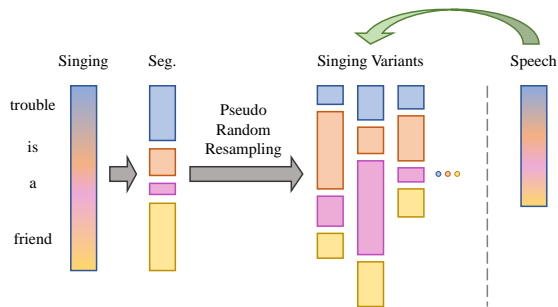 Singing
Seg.
Singing Variants
Speech
trouble
is
a
friend
Pseudo
Random
Resampling